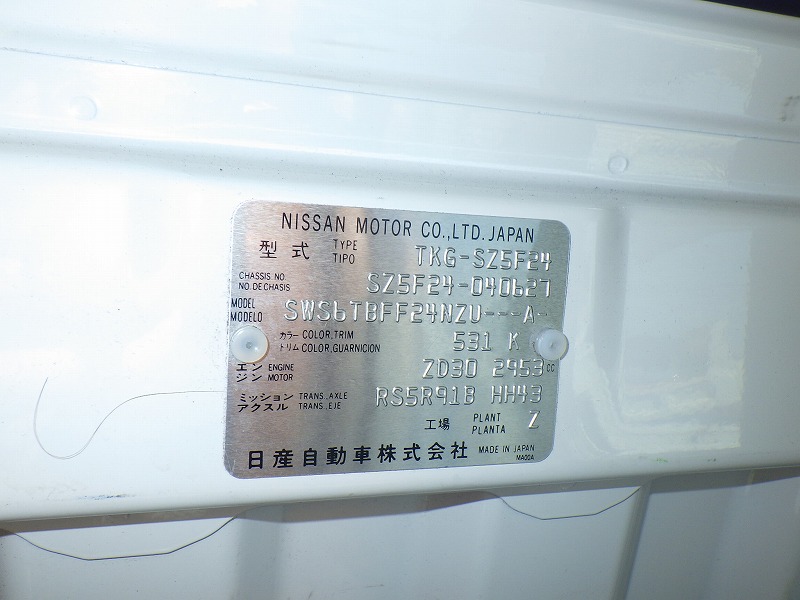 NISSAN MOTOR CO.,LTD.JAPAN
型式 TYPE TIPO TKG-SZ5F24
CHASSIS NO. NO.DE CHASIS SZ5F24-040627
MODEL MODELO SWS6TBFF24NZU---A-
カラー COLOR,TRIM トリム COLOR,GUARNICION 531 K
エンジン ENGINE MOTOR ZD30 2953 CC
ミッション TRANS.,AXLE アクスル TRANS.,EJE RS5R91B HH43
工場 PLANT PLANTA Z
日産自動車株式会社 MADE IN JAPAN
MA00A